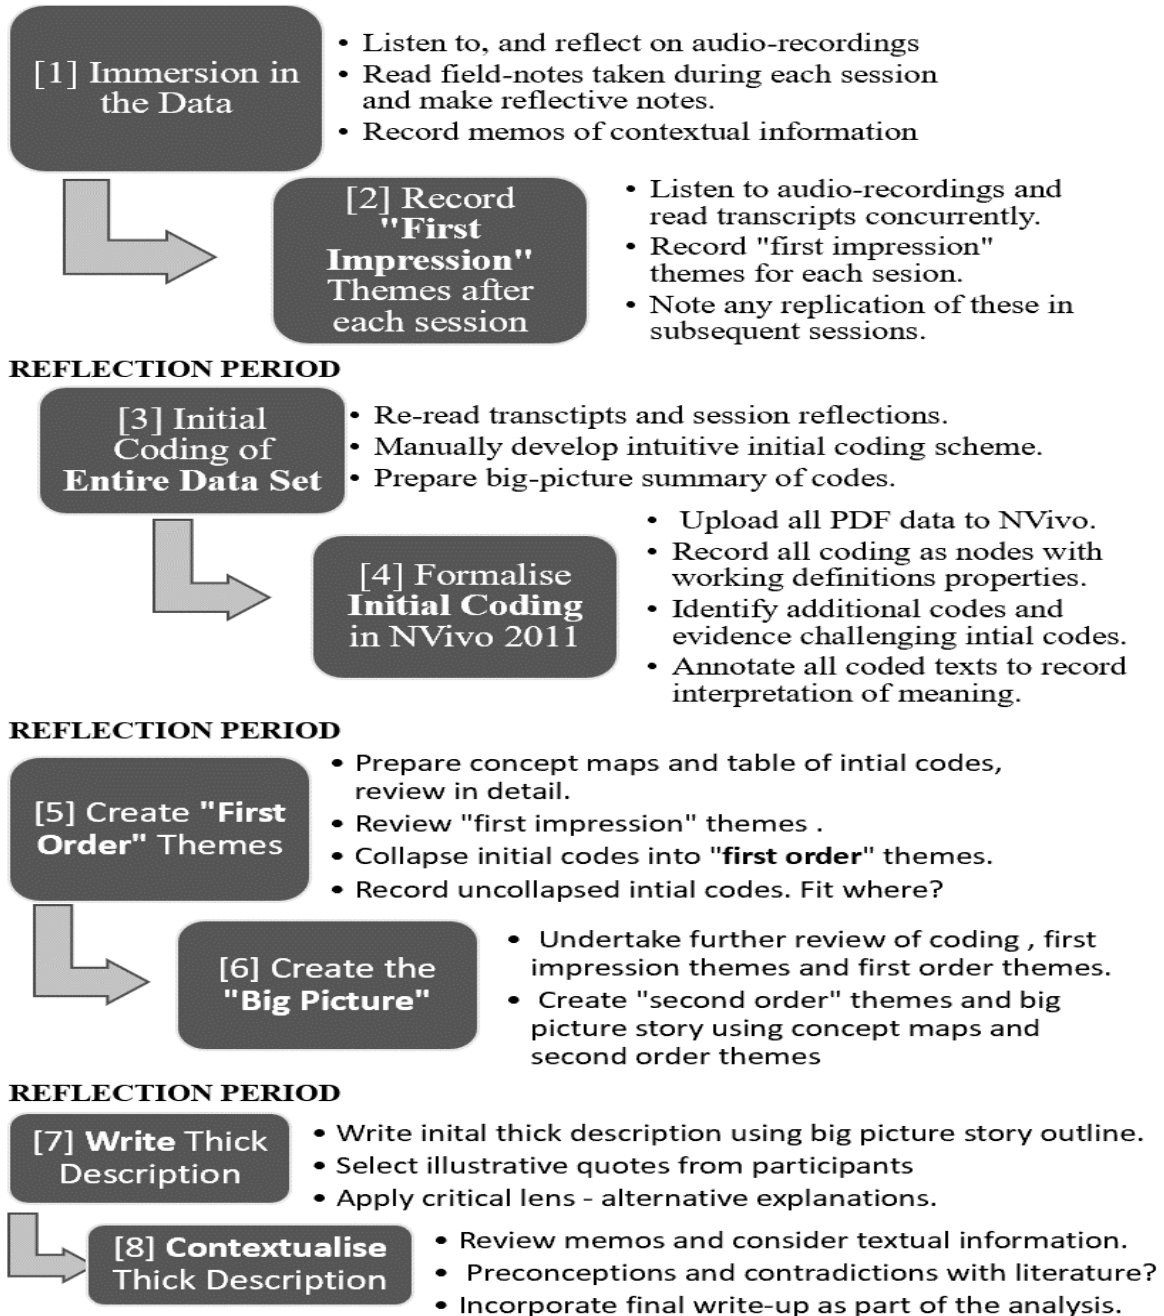 [1] Immersion in
the Data
• Listen to, and reflect on audio-recordings
• Read field-notes taken during each session
and make reflective notes.
• Record memos of contextual information
[2] Record
"First
Impression"
Themes after
each session
• Listen to audio-recordings and
read transcripts concurrently.
• Record "first impression"
themes for each sesion.
• Note any replication of these in
subsequent sessions.
REFLECTION PERIOD
[3] Initial
Coding of
Entire Data Set
• Re-read transctipts and session reflections.
• Manually develop intuitive initial coding scheme.
• Prepare big-picture summary of codes.
[4] Formalise
Initial Coding
in NVivo 2011
• Upload all PDF data to NVivo.
• Record all coding as nodes with
working definitions properties.
• Identify additional codes and
evidence challenging intial codes.
• Annotate all coded texts to record
interpretation of meaning.
REFLECTION PERIOD
[5] Create "First
Order" Themes
• Prepare concept maps and table of intial codes,
review in detail.
• Review "first impression" themes .
• Collapse initial codes into "first order" themes.
• Record uncollapsed intial codes. Fit where?
[6] Create the
"Big Picture"
• Undertake further review of coding , first
impression themes and first order themes.
• Create "second order" themes and big
picture story using concept maps and
second order themes
REFLECTION PERIOD
[7] Write Thick
Description
• Write inital thick description using big picture story outline.
• Select illustrative quotes from participants
• Apply critical lens - alternative explanations.
[8] Contextualise
Thick Description
• Review memos and consider textual information.
• Preconceptions and contradictions with literature?
• Incorporate final write-up as part of the analysis.